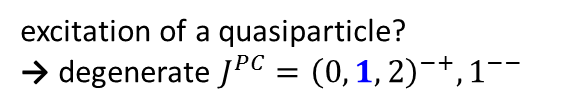 excitation of a quasiparticle?
→ degenerate J^{PC} = (0, 1, 2)^{−+}, 1^{−−}